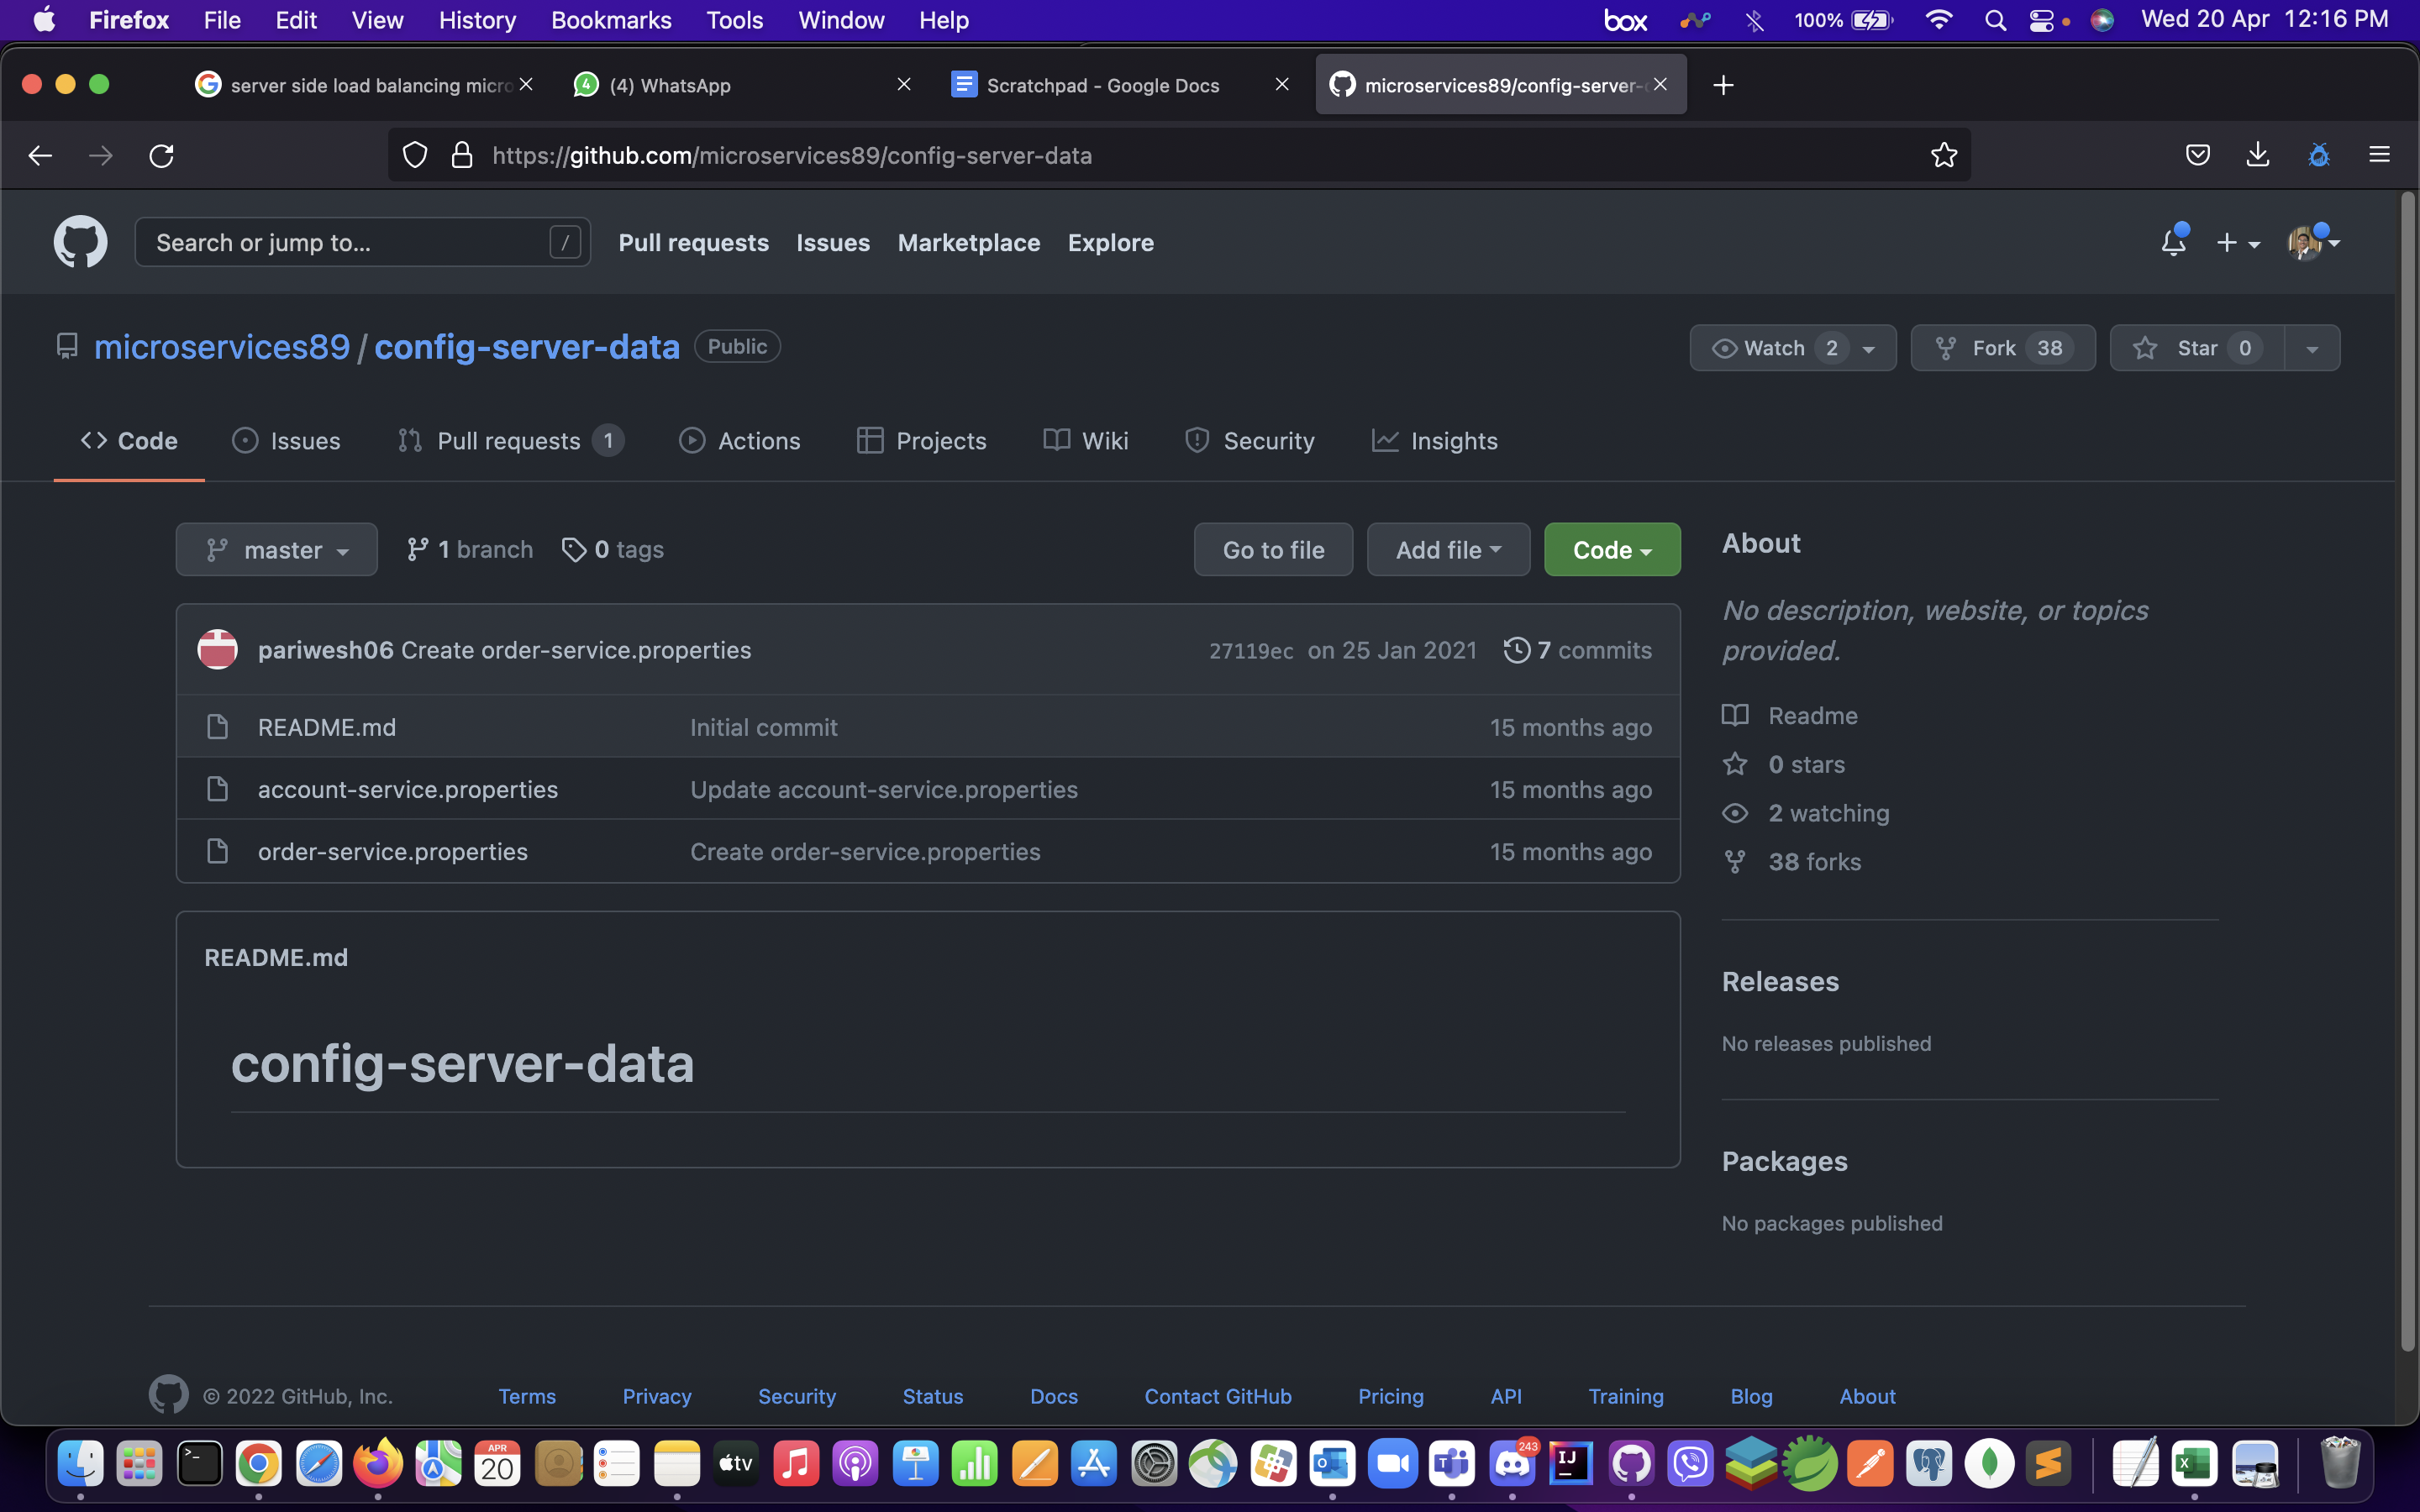 Firefox File Edit View History Bookmarks Tools Window Help box 100% Wed 20 Apr 12:16 PM
server side load balancing micro (4) WhatsApp Scratchpad - Google Docs microservices89/config-server-
https://github.com/microservices89/config-server-data
Search or jump to... / Pull requests Issues Marketplace Explore
microservices89 / config-server-data Public Watch 2 Fork 38 Star 0
Code Issues Pull requests 1 Actions Projects Wiki Security Insights
master 1 branch 0 tags Go to file Add file Code
pariwesh06 Create order-service.properties 27119ec on 25 Jan 2021 7 commits
README.md Initial commit 15 months ago
account-service.properties Update account-service.properties 15 months ago
order-service.properties Create order-service.properties 15 months ago
README.md
config-server-data
About
No description, website, or topics
provided.
Readme
0 stars
2 watching
38 forks
Releases
No releases published
Packages
No packages published
© 2022 GitHub, Inc. Terms Privacy Security Status Docs Contact GitHub Pricing API Training Blog About
APR
20
tv
243
IJ